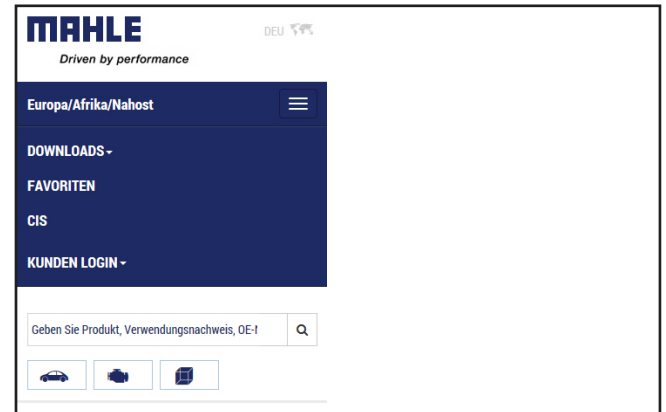 MAHLE
DEU
Driven by performance
Europa/Afrika/Nahost
DOWNLOADS
FAVORITEN
CIS
KUNDEN LOGIN
Geben Sie Produkt, Verwendungsnachweis, OE-